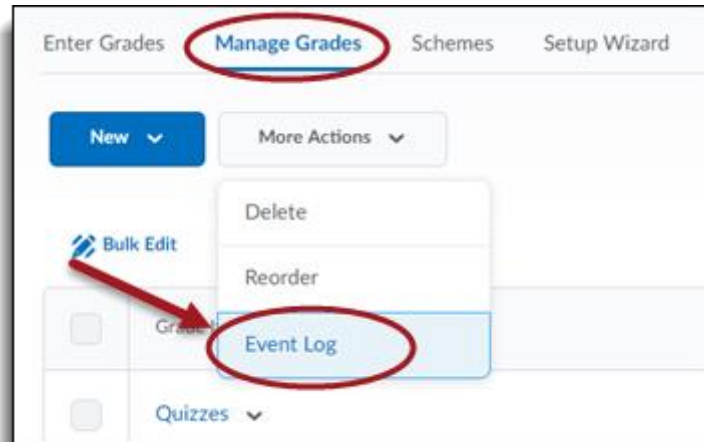 Enter Grades Manage Grades Schemes Setup Wizard
New More Actions
Delete
Bulk Edit
Reorder
Event Log
Quizzes